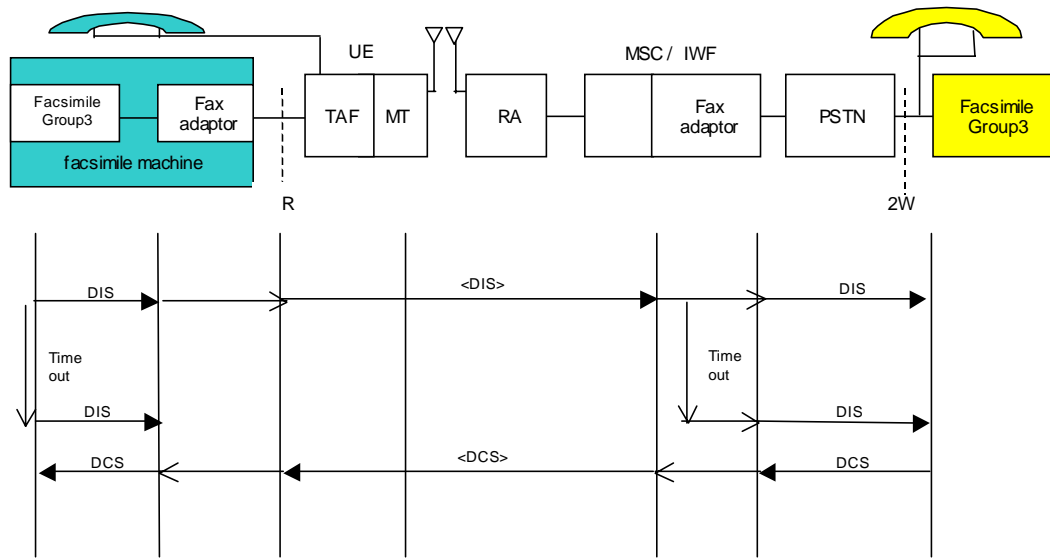 UE
MSC / IWF
Facsimile
Group3
Fax
adaptor
facsimile machine
TAF
MT
RA
Fax
adaptor
PSTN
Facsimile
Group3
R
2W
DIS
<DIS>
DIS
Time
out
Time
out
DIS
DIS
DCS
<DCS>
DCS